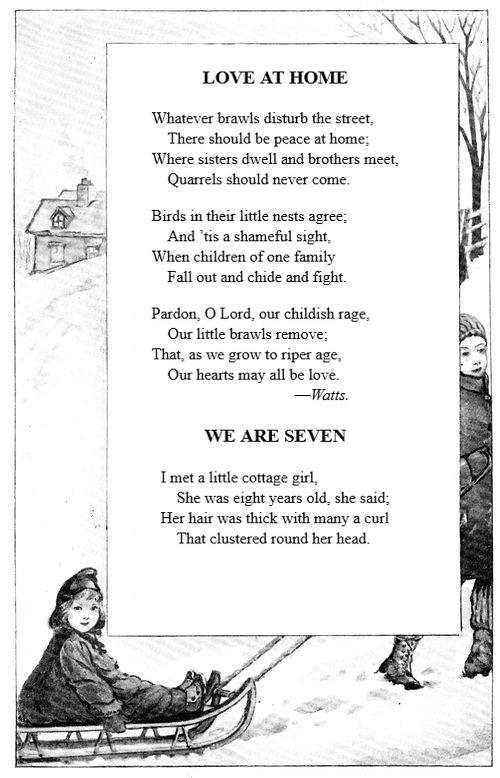 LOVE AT HOME
Whatever brawls disturb the street,
There should be peace at home;
Where sisters dwell and brothers meet,
Quarrels should never come.
Birds in their little nests agree;
And ’tis a shameful sight,
When children of one family
Fall out and chide and fight.
Pardon, O Lord, our childish rage,
Our little brawls remove;
That, as we grow to riper age,
Our hearts may all be love.
—Watts.
WE ARE SEVEN
I met a little cottage girl,
She was eight years old, she said;
Her hair was thick with many a curl
That clustered round her head.